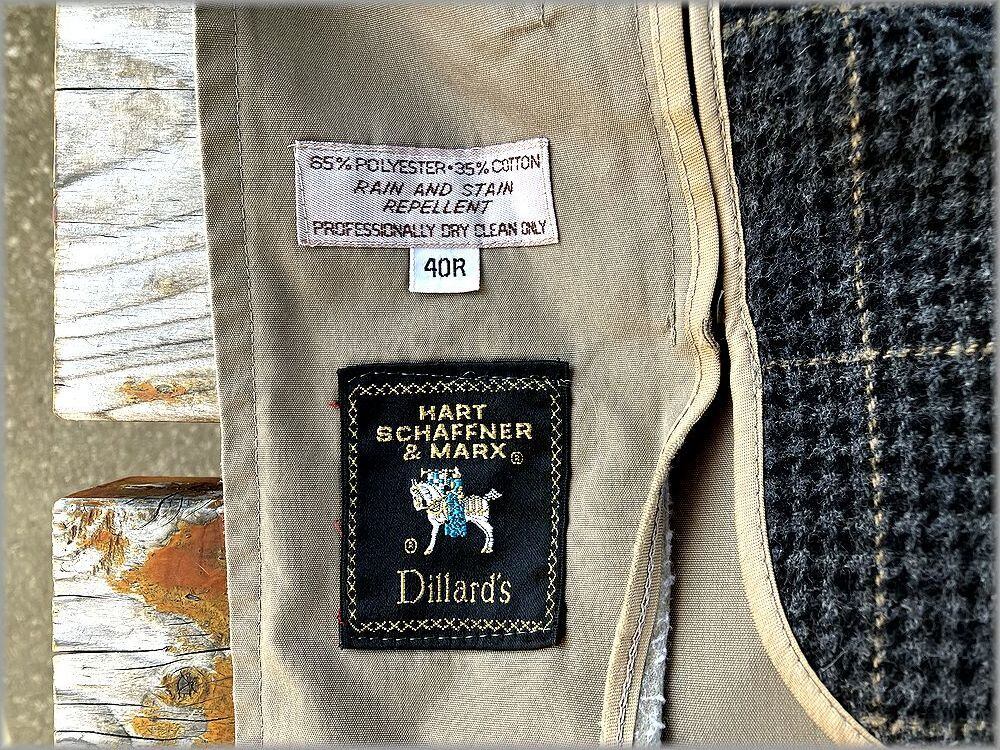 65% POLYESTER • 35% COTTON
RAIN AND STAIN
REPELLENT
PROFESSIONALLY DRY CLEAN ONLY
40R
HART
SCHAFFNER
& MARX®
®
Dillard's